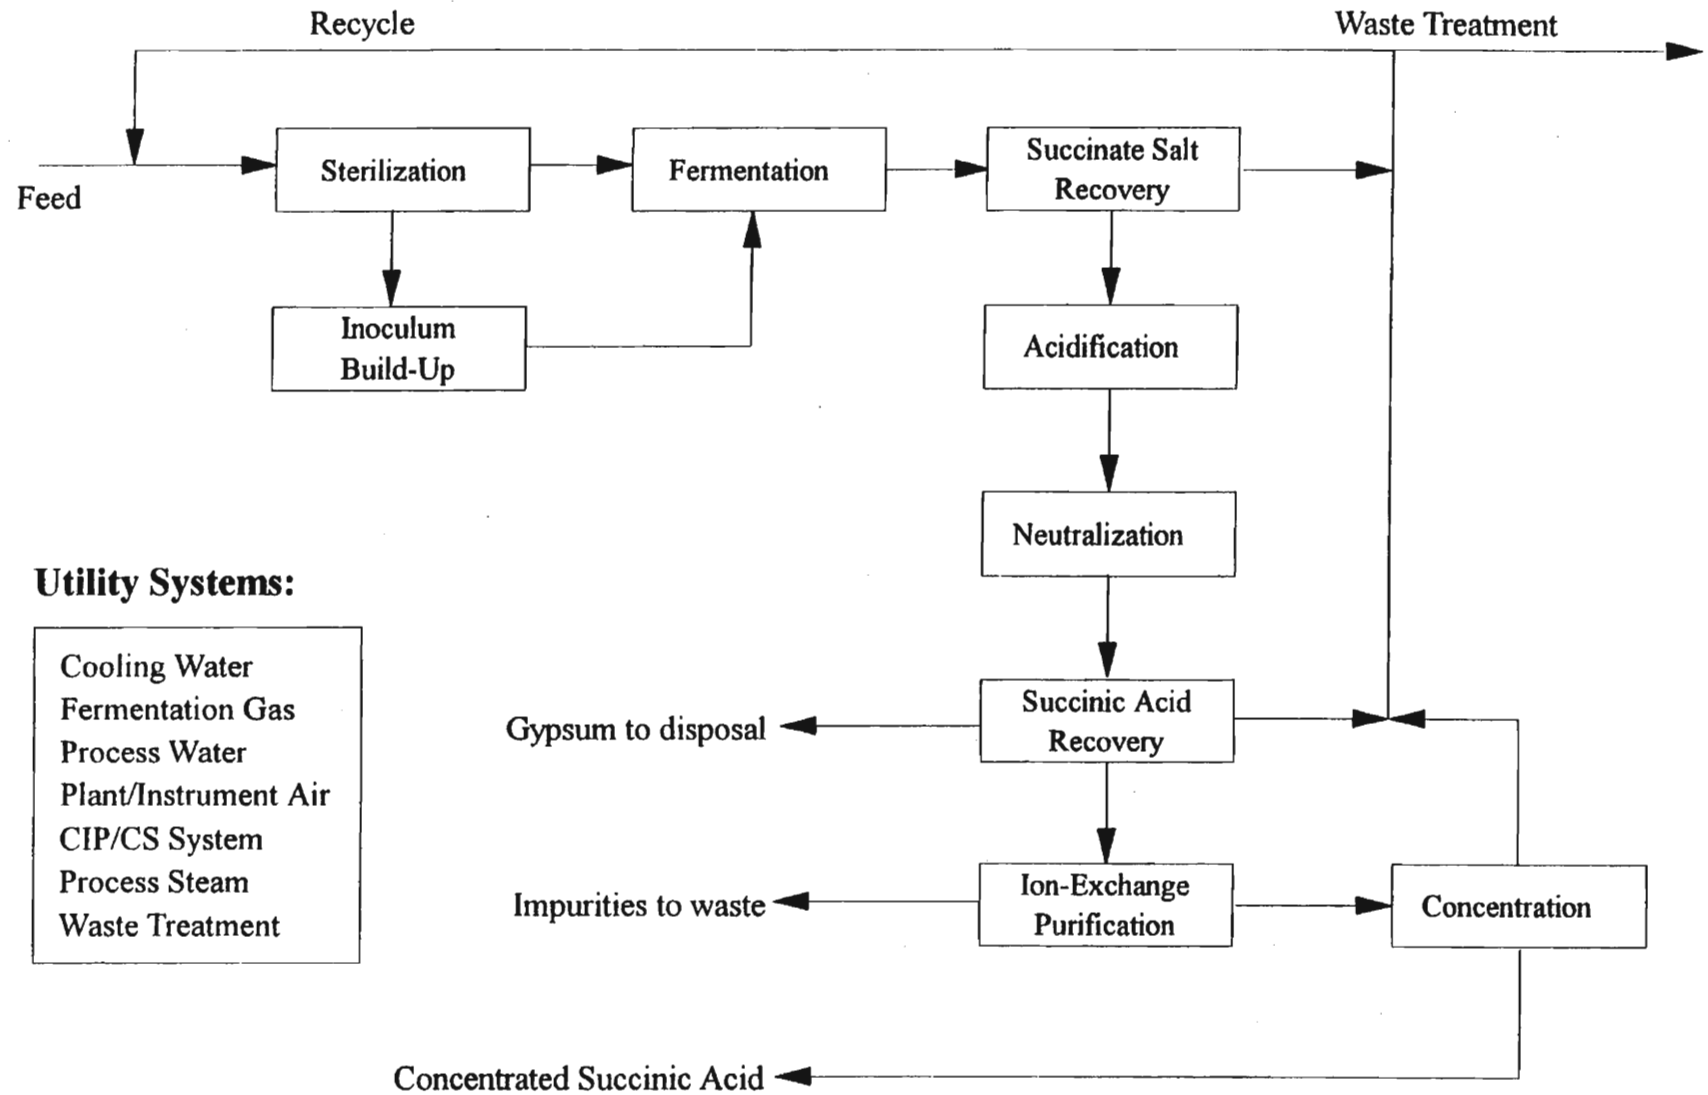 Recycle
Waste Treatment
Feed
Sterilization
Fermentation
Succinate Salt
Recovery
Inoculum
Build-Up
Acidification
Neutralization
Utility Systems:
Cooling Water
Fermentation Gas
Process Water
Plant/Instrument Air
CIP/CS System
Process Steam
Waste Treatment
Gypsum to disposal
Succinic Acid
Recovery
Impurities to waste
Ion-Exchange
Purification
Concentration
Concentrated Succinic Acid